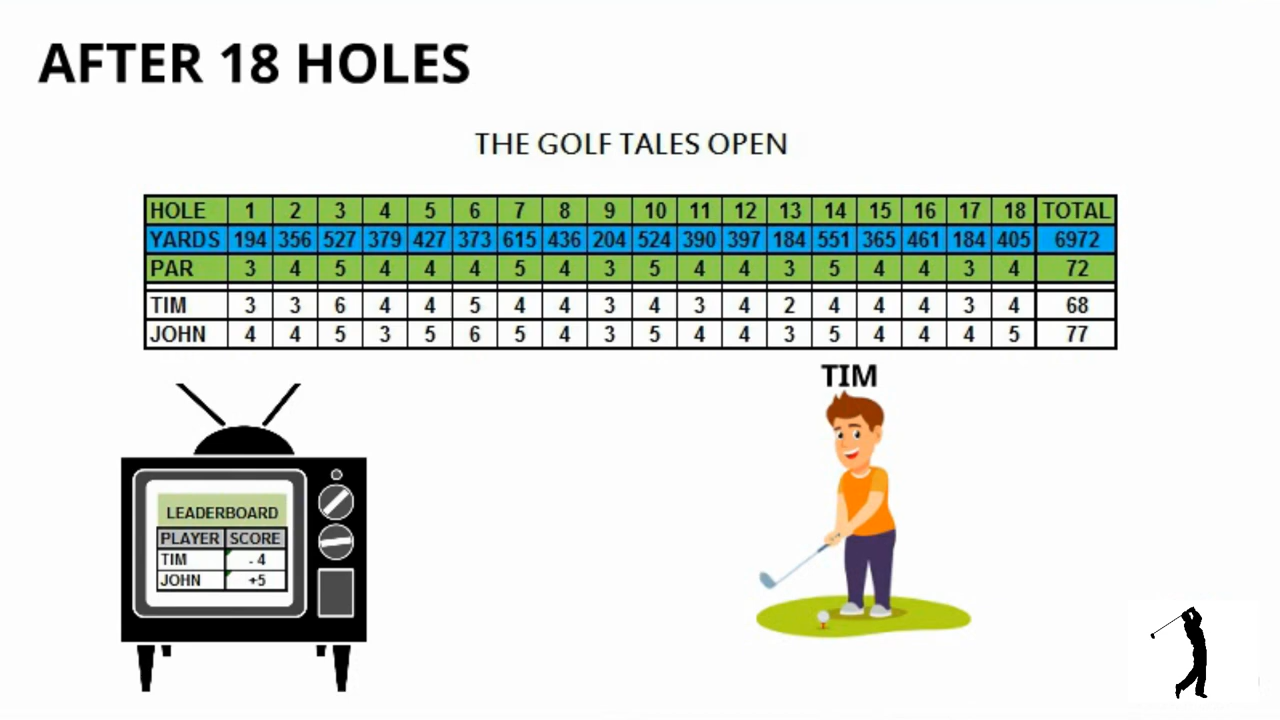 AFTER 18 HOLES
THE GOLF TALES OPEN
HOLE 1 2 3 4 5 6 7 8 9 10 11 12 13 14 15 16 17 18 TOTAL
YARDS 194 356 527 379 427 373 615 436 204 524 390 397 184 551 365 461 184 405 6972
PAR 3 4 5 4 4 4 5 4 3 5 4 4 3 5 4 4 3 4 72
TIM 3 3 6 4 4 5 4 4 3 4 3 4 2 4 4 4 3 4 68
JOHN 4 4 5 3 5 6 5 4 3 5 4 4 3 5 4 4 4 5 77
TIM
LEADERBOARD
PLAYER SCORE
TIM - 4
JOHN +5